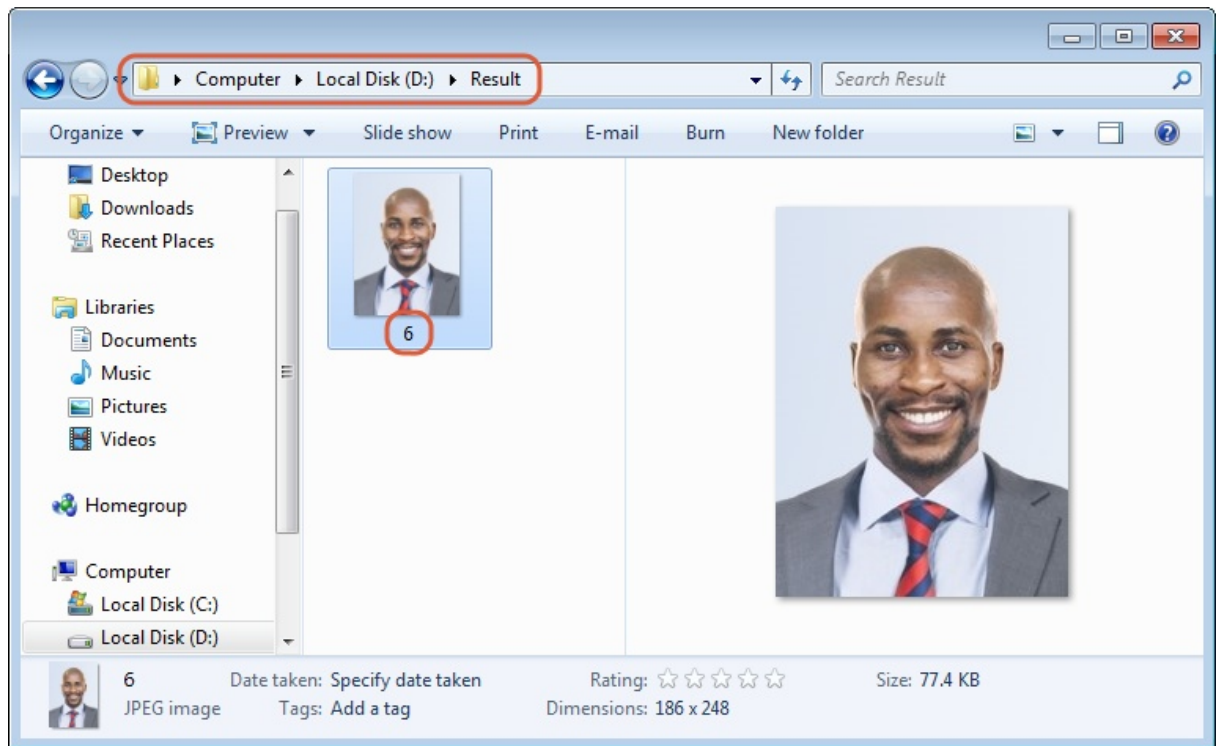 Computer Local Disk (D:) Result
Search Result
Organize Preview Slide show Print E-mail Burn New folder
Desktop
Downloads
Recent Places
Libraries
Documents
Music
Pictures
Videos
Homegroup
Computer
Local Disk (C:)
Local Disk (D:)
6
6 Date taken: Specify date taken Rating: Size: 77.4 KB
JPEG image Tags: Add a tag Dimensions: 186 x 248